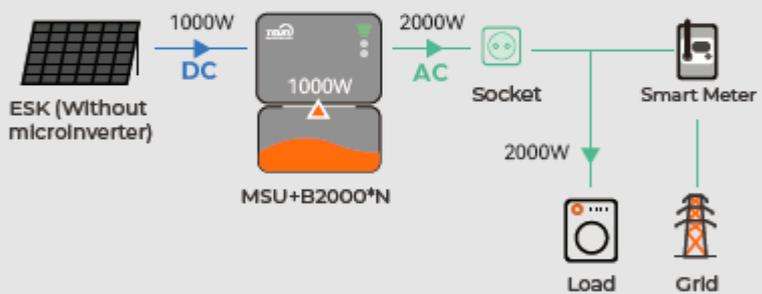 1000W
DC
ESK (Without
microinverter)
1000W
MSU+B2000*N
2000W
AC
Socket
Smart Meter
2000W
Load
Grid